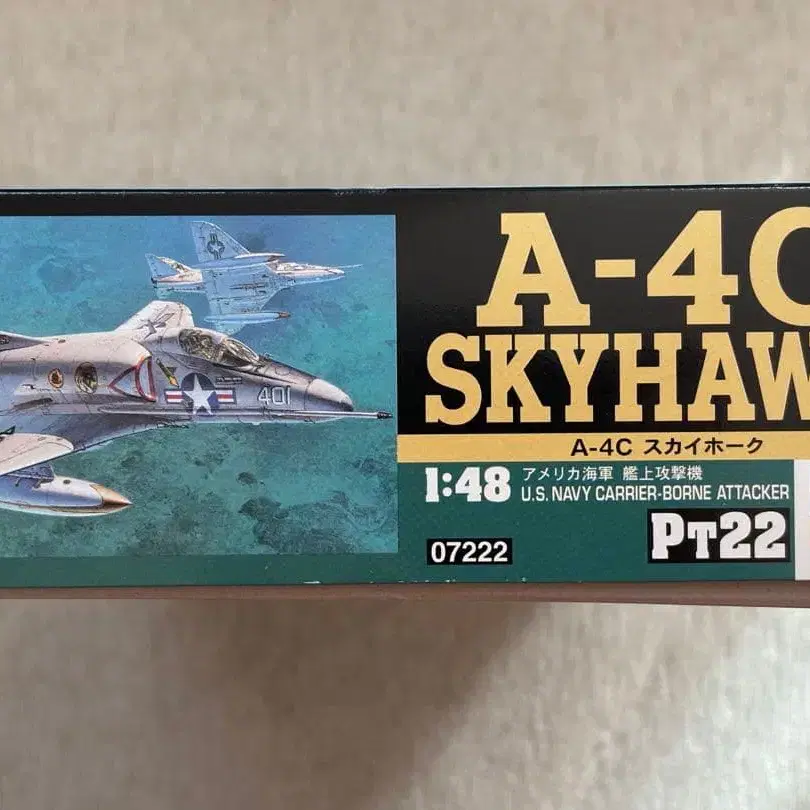 A-4C
SKYHAW
A-4C スカイホーク
1:48 アメリカ海軍 艦上攻撃機
U.S. NAVY CARRIER-BORNE ATTACKER
07222
PT22
401